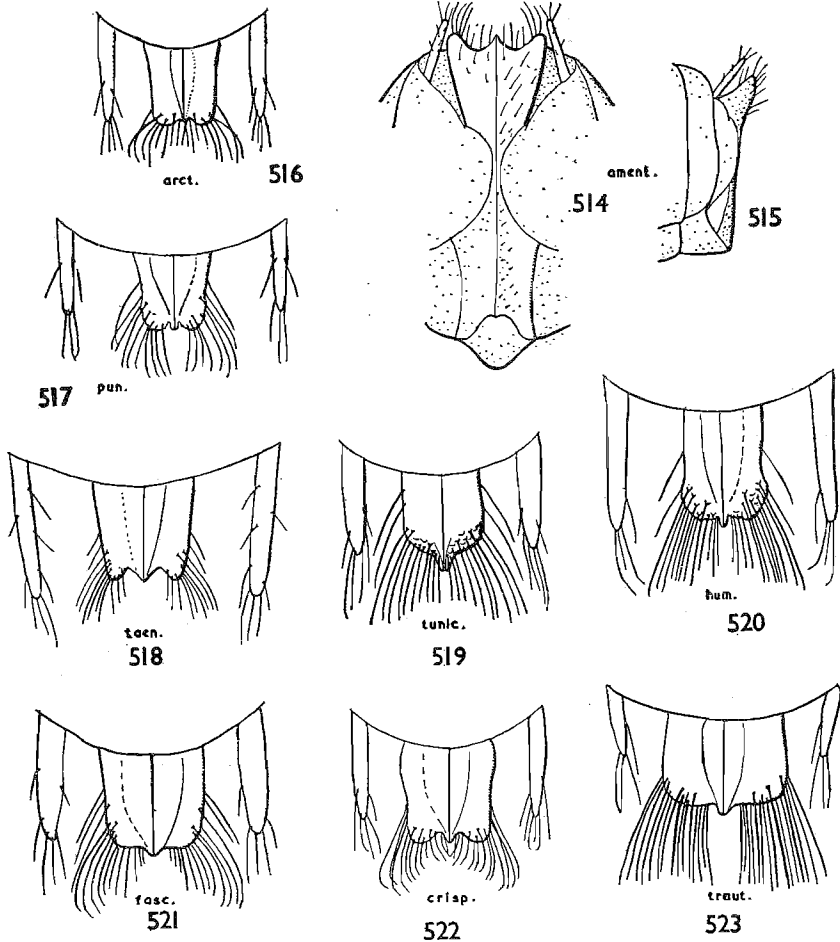 arct. 516
ament.
514
515
517 pun.
taen.
518
tunic.
519
hum.
520
fasc.
521
crisp.
522
traut.
523